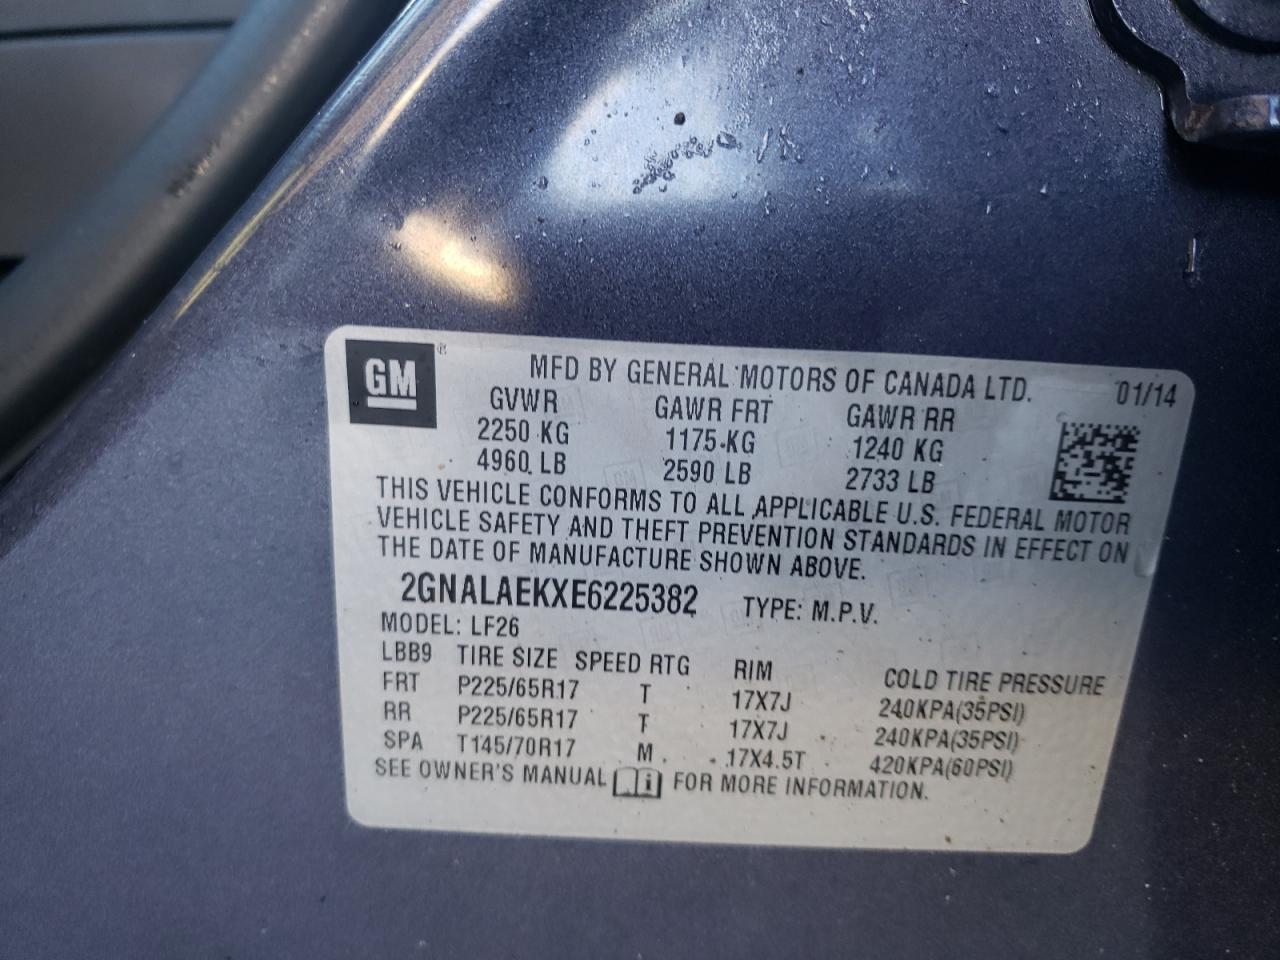 GM ® MFD BY GENERAL MOTORS OF CANADA LTD. 01/14
GVWR GAWR FRT GAWR RR
2250 KG 1175 KG 1240 KG
4960 LB 2590 LB 2733 LB
THIS VEHICLE CONFORMS TO ALL APPLICABLE U.S. FEDERAL MOTOR
VEHICLE SAFETY AND THEFT PREVENTION STANDARDS IN EFFECT ON
THE DATE OF MANUFACTURE SHOWN ABOVE.
2GNALAEKXE6225382 TYPE: M.P.V.
MODEL: LF26
LBB9 TIRE SIZE SPEED RTG RIM COLD TIRE PRESSURE
FRT P225/65R17 T 17X7J 240KPA(35PSI)
RR P225/65R17 T 17X7J 240KPA(35PSI)
SPA T145/70R17 M 17X4.5T 420KPA(60PSI)
SEE OWNER'S MANUAL FOR MORE INFORMATION.